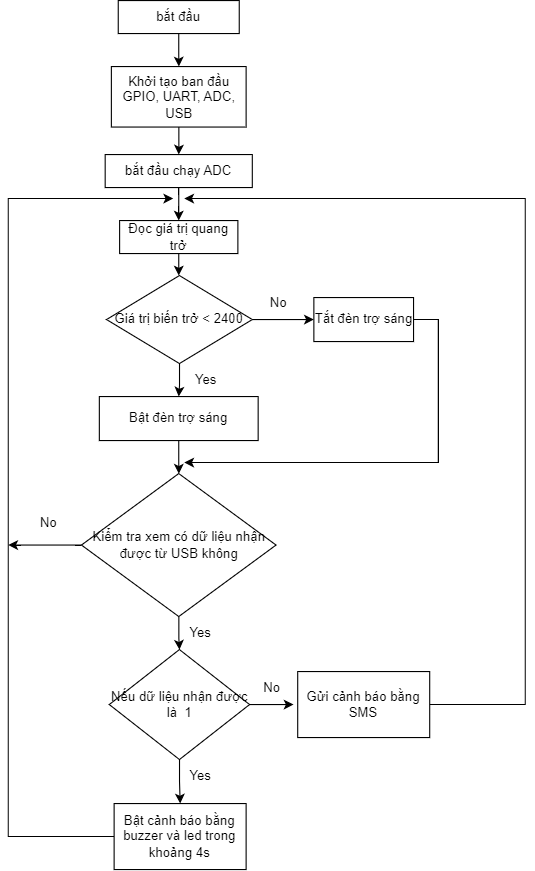 bắt đầu
Khởi tạo ban đầu
GPIO, UART, ADC,
USB
bắt đầu chạy ADC
Đọc giá trị quang
trở
Giá trị biến trở < 2400
No
Tắt đèn trợ sáng
Yes
Bật đèn trợ sáng
No
Kiểm tra xem có dữ liệu nhận
được từ USB không
Yes
Nếu dữ liệu nhận được
là 1
No
Gửi cảnh báo bằng
SMS
Yes
Bật cảnh báo bằng
buzzer và led trong
khoảng 4s